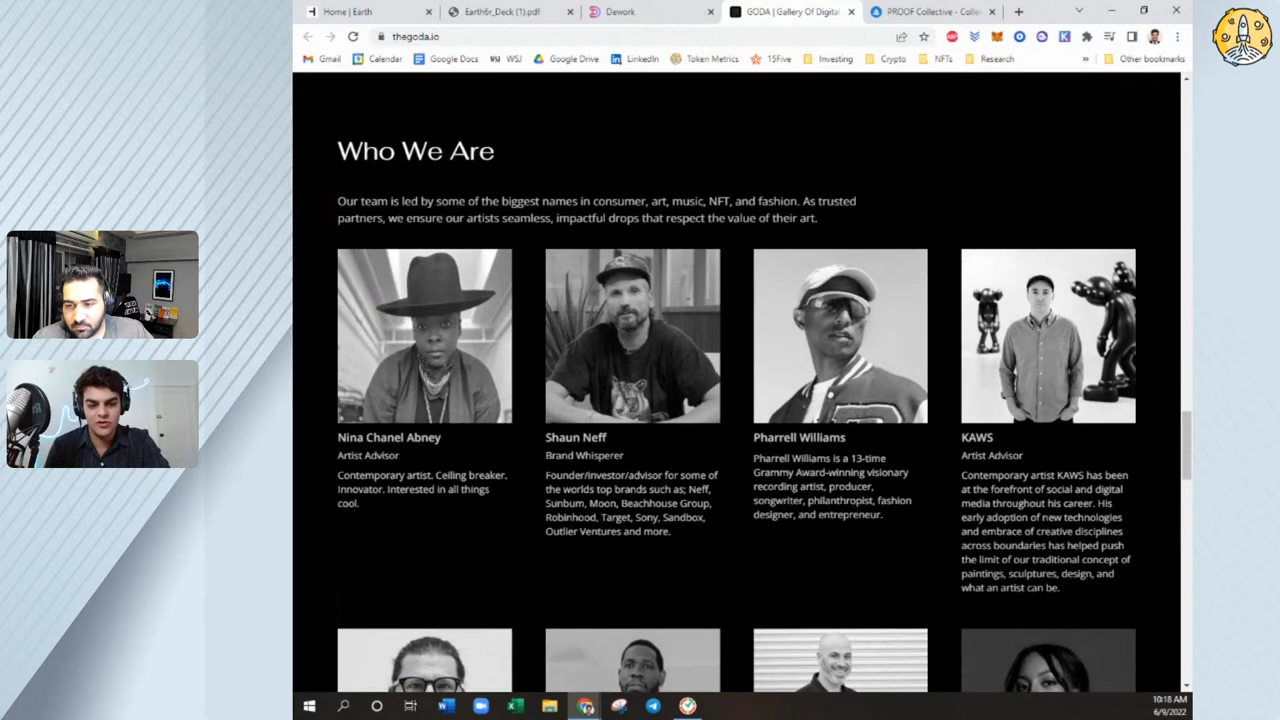 Home | Earth
Earth6r_Deck (1).pdf
Dework
GODA | Gallery Of Digital
PROOF Collective - Colle
thegoda.io
Gmail
Calendar
Google Docs
WSJ
Google Drive
LinkedIn
Token Metrics
15Five
Investing
Crypto
NFTs
Research
Other bookmarks
Who We Are
Our team is led by some of the biggest names in consumer, art, music, NFT, and fashion. As trusted
partners, we ensure our artists seamless, impactful drops that respect the value of their art.
Nina Chanel Abney
Artist Advisor
Contemporary artist. Ceiling breaker.
Innovator. Interested in all things
cool.
Shaun Neff
Brand Whisperer
Founder/investor/advisor for some of
the worlds top brands such as; Neff,
Sunbum, Moon, Beachhouse Group,
Robinhood, Target, Sony, Sandbox,
Outlier Ventures and more.
Pharrell Williams
Pharrell Williams is a 13-time
Grammy Award-winning visionary
recording artist, producer,
songwriter, philanthropist, fashion
designer, and entrepreneur.
KAWS
Artist Advisor
Contemporary artist KAWS has been
at the forefront of social and digital
media throughout his career. His
early adoption of new technologies
and embrace of creative disciplines
across boundaries has helped push
the limit of our traditional concept of
paintings, sculptures, design, and
what an artist can be.
10:18 AM
6/9/2022